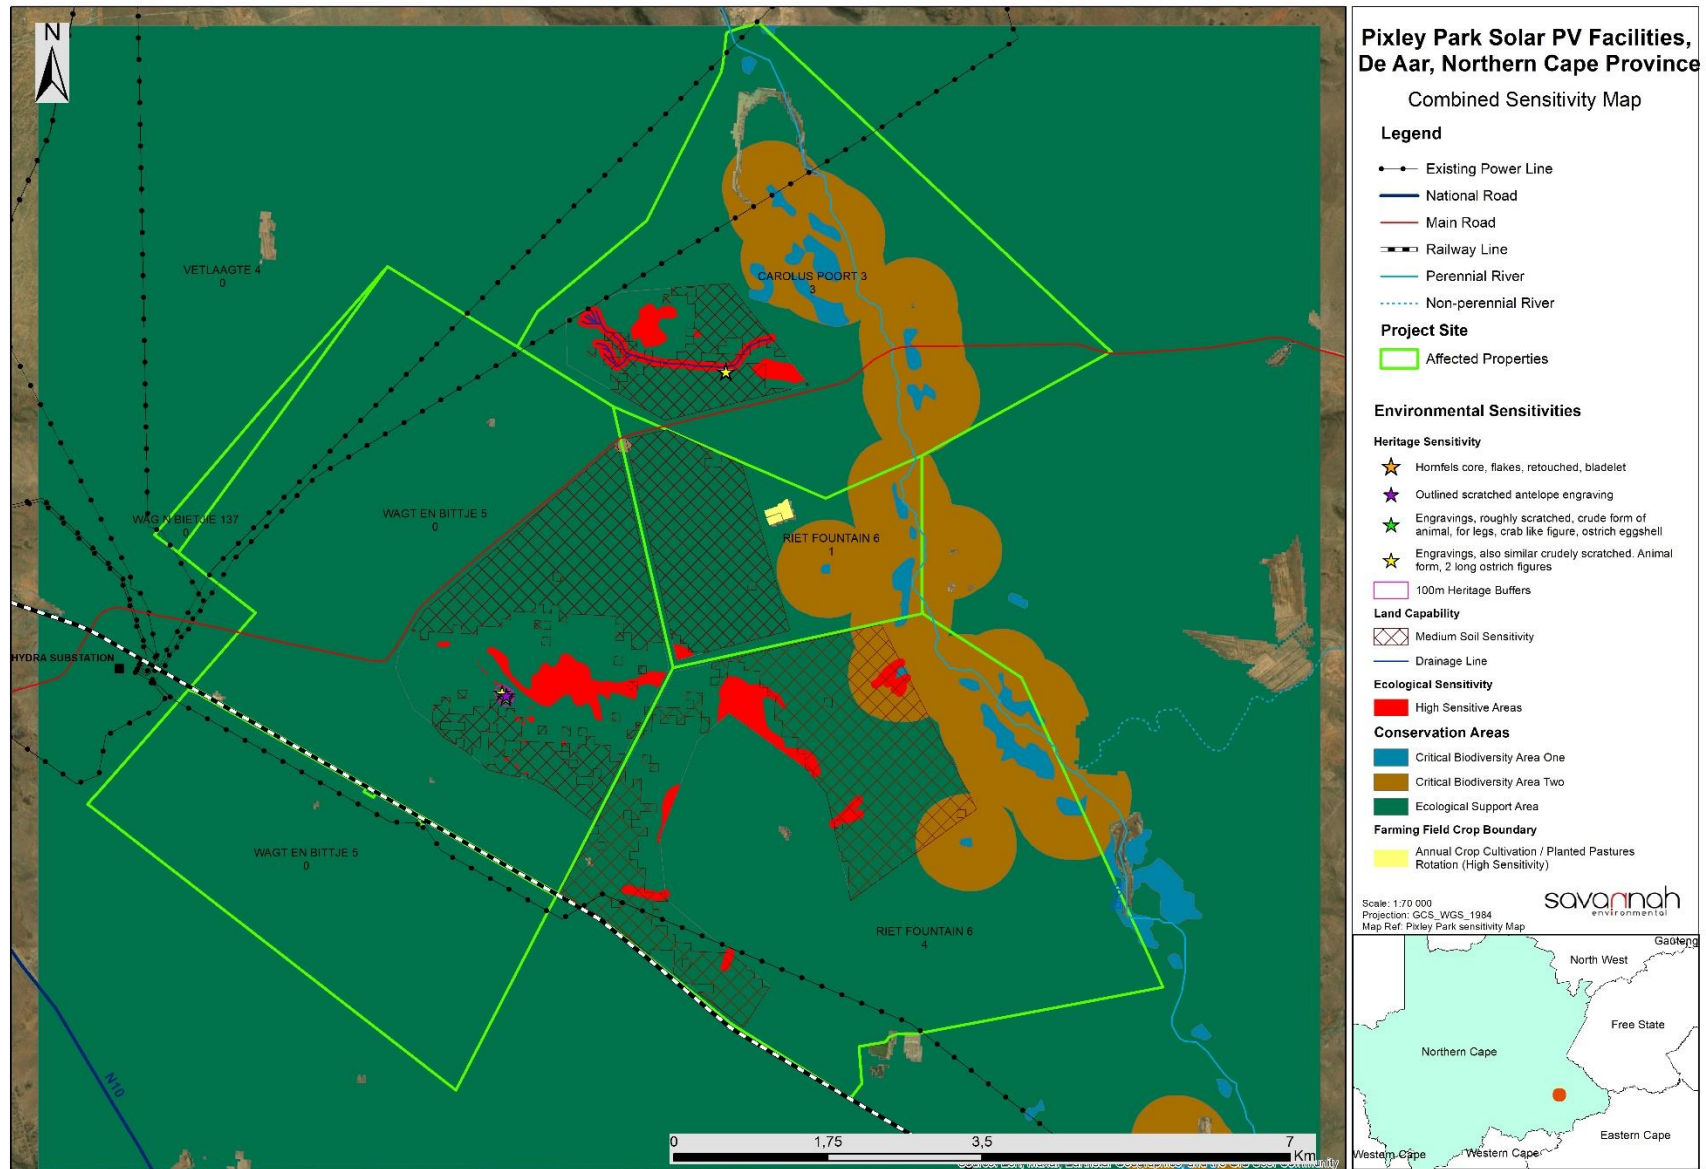 N
VETLAAGTE 4
0
CAROLUS POORT 3
3
WAG N BIETJIE 137
0
WAGT EN BITTJE 5
0
RIET FOUNTAIN 6
1
HYDRA SUBSTATION
WAGT EN BITTJE 5
0
RIET FOUNTAIN 6
4
N10
0 1,75 3,5 7
Km
Pixley Park Solar PV Facilities,
De Aar, Northern Cape Province
Combined Sensitivity Map
Legend
Existing Power Line
National Road
Main Road
Railway Line
Perennial River
Non-perennial River
Project Site
Affected Properties
Environmental Sensitivities
Heritage Sensitivity
Hornfels core, flakes, retouched, bladelet
Outlined scratched antelope engraving
Engravings, roughly scratched, crude form of
animal, for legs, crab like figure, ostrich eggshell
Engravings, also similar crudely scratched. Animal
form, 2 long ostrich figures
100m Heritage Buffers
Land Capability
Medium Soil Sensitivity
Drainage Line
Ecological Sensitivity
High Sensitive Areas
Conservation Areas
Critical Biodiversity Area One
Critical Biodiversity Area Two
Ecological Support Area
Farming Field Crop Boundary
Annual Crop Cultivation / Planted Pastures
Rotation (High Sensitivity)
Scale: 1:70 000
Projection: GCS_WGS_1984
Map Ref: Pixley Park sensitivity Map
savannah
environmental
Gauteng
North West
Free State
Northern Cape
Eastern Cape
Western Cape
Western Cape